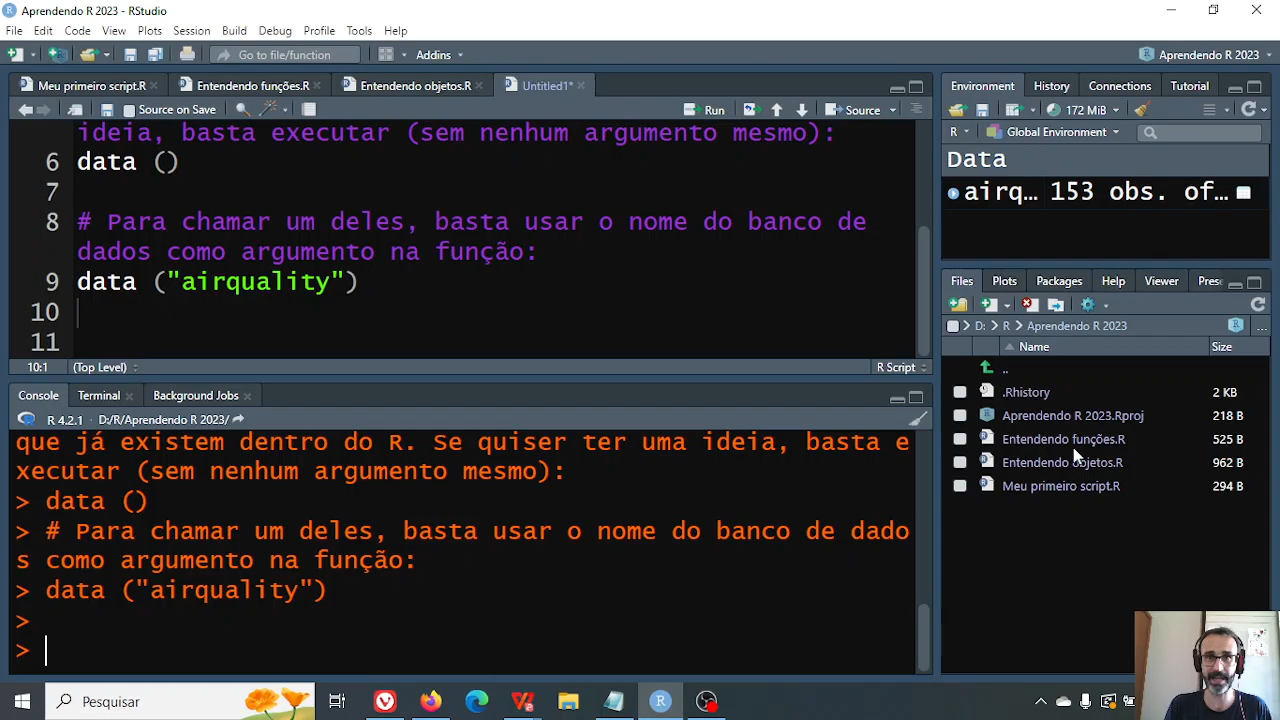 Aprendendo R 2023 - RStudio
File Edit Code View Plots Session Build Debug Profile Tools Help
Go to file/function Addins Aprendendo R 2023
Meu primeiro script.R Entendendo funções.R Entendendo objetos.R Untitled1*
Source on Save Run Source
ideia, basta executar (sem nenhum argumento mesmo):
6 data ()
7
8 # Para chamar um deles, basta usar o nome do banco de
dados como argumento na função:
9 data ("airquality")
10
11
10:1 (Top Level) R Script
Console Terminal Background Jobs
R 4.2.1 · D:/R/Aprendendo R 2023/
que já existem dentro do R. Se quiser ter uma ideia, basta e
xecutar (sem nenhum argumento mesmo):
> data ()
> # Para chamar um deles, basta usar o nome do banco de dado
s como argumento na função:
> data ("airquality")
>
>
Environment History Connections Tutorial
172 MiB
R Global Environment
Data
airq... 153 obs. of...
Files Plots Packages Help Viewer Pres
D: R Aprendendo R 2023 ...
Name Size
..
.Rhistory 2 KB
Aprendendo R 2023.Rproj 218 B
Entendendo funções.R 525 B
Entendendo objetos.R 962 B
Meu primeiro script.R 294 B
Pesquisar